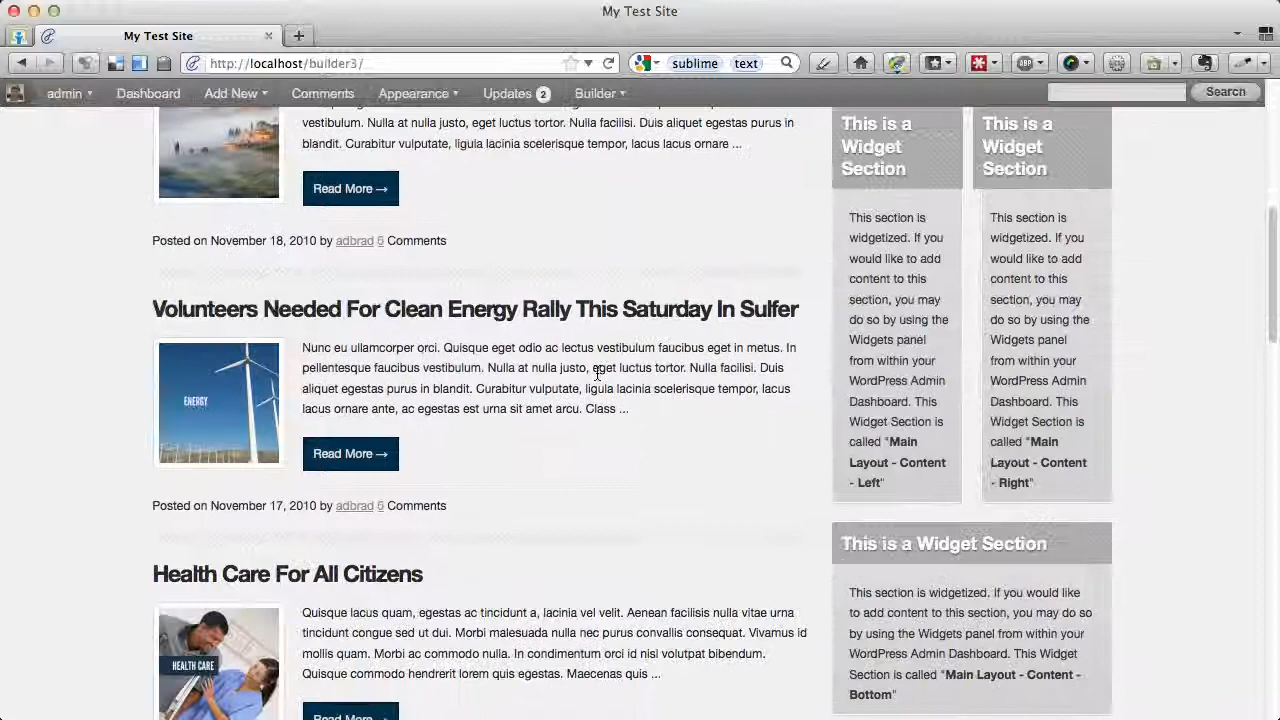 My Test Site
My Test Site
http://localhost/builder3/
sublime text
admin Dashboard Add New Comments Appearance Updates 2 Builder Search
vestibulum. Nulla at nulla justo, eget luctus tortor. Nulla facilisi. Duis aliquet egestas purus in
blandit. Curabitur vulputate, ligula lacinia scelerisque tempor, lacus lacus ornare ...
Read More →
Posted on November 18, 2010 by adbrad 6 Comments
Volunteers Needed For Clean Energy Rally This Saturday In Sulfer
ENERGY
Nunc eu ullamcorper orci. Quisque eget odio ac lectus vestibulum faucibus eget in metus. In
pellentesque faucibus vestibulum. Nulla at nulla justo, eget luctus tortor. Nulla facilisi. Duis
aliquet egestas purus in blandit. Curabitur vulputate, ligula lacinia scelerisque tempor, lacus
lacus ornare ante, ac egestas est urna sit amet arcu. Class ...
Read More →
Posted on November 17, 2010 by adbrad 6 Comments
Health Care For All Citizens
HEALTH CARE
Quisque lacus quam, egestas ac tincidunt a, lacinia vel velit. Aenean facilisis nulla vitae urna
tincidunt congue sed ut dui. Morbi malesuada nulla nec purus convallis consequat. Vivamus id
mollis quam. Morbi ac commodo nulla. In condimentum orci id nisl volutpat bibendum.
Quisque commodo hendrerit lorem quis egestas. Maecenas quis ...
Read More →
This is a
Widget
Section
This section is
widgetized. If you
would like to add
content to this
section, you may
do so by using the
Widgets panel
from within your
WordPress Admin
Dashboard. This
Widget Section is
called "Main
Layout - Content
- Left"
This is a
Widget
Section
This section is
widgetized. If you
would like to add
content to this
section, you may
do so by using the
Widgets panel
from within your
WordPress Admin
Dashboard. This
Widget Section is
called "Main
Layout - Content
- Right"
This is a Widget Section
This section is widgetized. If you would like
to add content to this section, you may do so
by using the Widgets panel from within your
WordPress Admin Dashboard. This Widget
Section is called "Main Layout - Content -
Bottom"